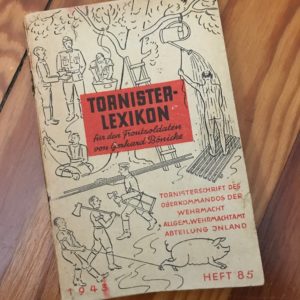 TORNISTER-
LEXIKON
für den Frontsoldaten
von Gerhard Bönicke
TORNISTERSCHRIFT DES
OBERKOMMANDOS DER
WEHRMACHT
ALLGEM. WEHRMACHTAMT
ABTEILUNG INLAND
1943
HEFT 85